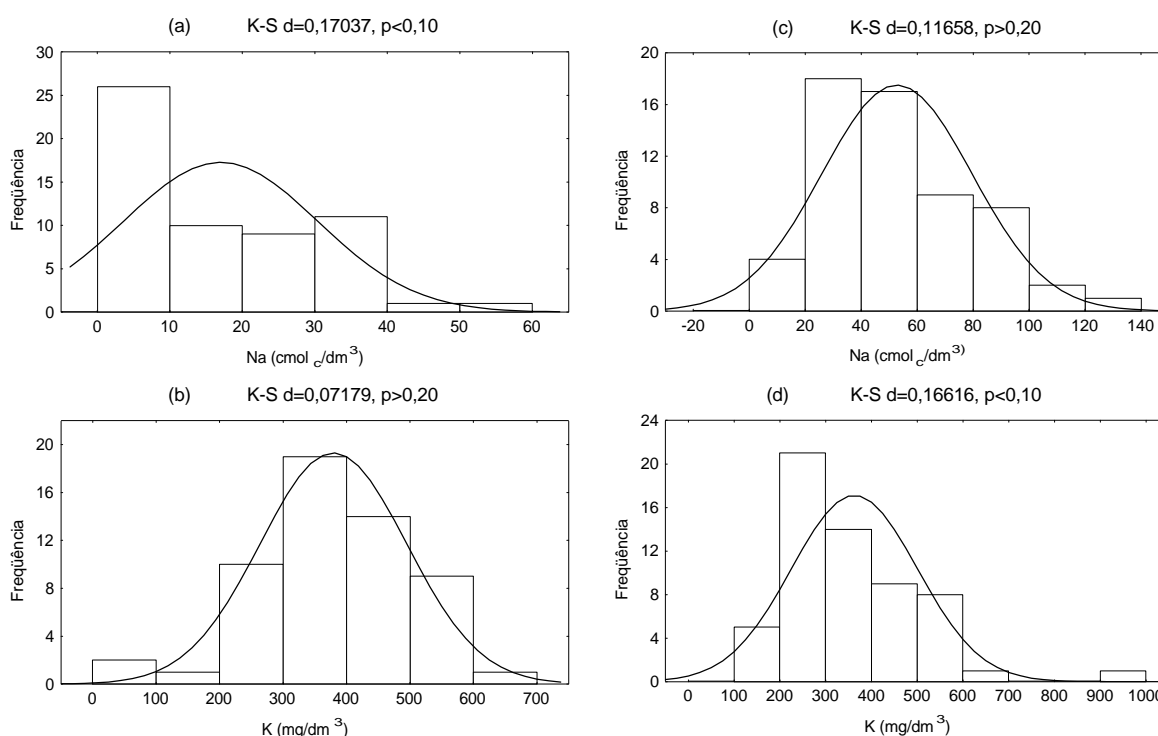 (a) K-S d=0,17037, p<0,10
30
25
20
15
10
5
0
Freqüência
0 10 20 30 40 50 60
Na (cmol c/dm3)
(c) K-S d=0,11658, p>0,20
20
16
12
8
4
0
Freqüência
-20 0 20 40 60 80 100 120 140
Na (cmol c/dm3)
(b) K-S d=0,07179, p>0,20
20
16
12
8
4
0
Freqüência
0 100 200 300 400 500 600 700
K (mg/dm3)
(d) K-S d=0,16616, p<0,10
24
20
16
12
8
4
0
Freqüência
0 100 200 300 400 500 600 700 800 900 1000
K (mg/dm3)